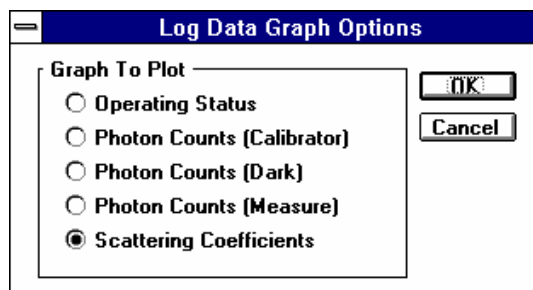 Log Data Graph Options
Graph To Plot
Operating Status
Photon Counts (Calibrator)
Photon Counts (Dark)
Photon Counts (Measure)
Scattering Coefficients
OK
Cancel